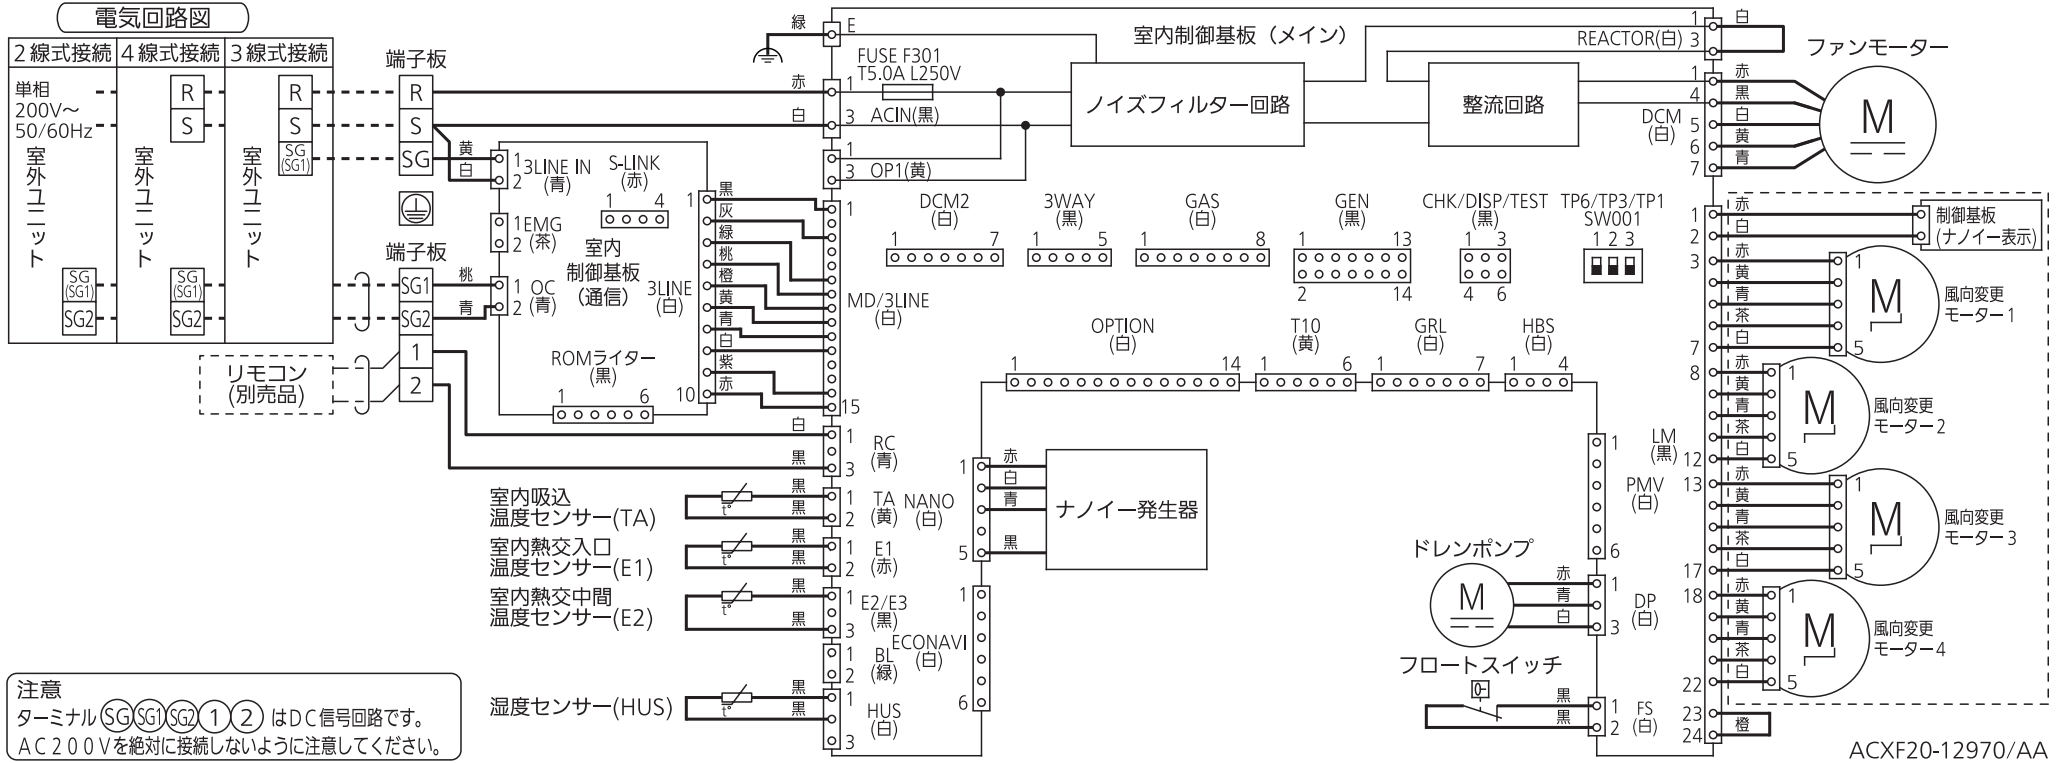 電気回路図
2線式接続
4線式接続
3線式接続
単相
200V～
50/60Hz
室外ユニット
SG
(SG1)
SG2
R
S
室外ユニット
SG
(SG1)
SG2
R
S
SG
(SG1)
室外ユニット
リモコン
(別売品)
端子板
R
S
SG
端子板
SG1
SG2
1
2
黄
白
桃
青
1
2
3LINE IN
(青)
S-LINK
(赤)
1 4
1
2
EMG
(茶)
室内
制御基板
(通信)
1
2
OC
(青)
3LINE
(白)
ROMライター
(黒)
1 6
1
10
黒
灰
緑
桃
橙
黄
青
白
紫
赤
緑
赤
白
E
FUSE F301
T5.0A L250V
1
3
ACIN(黒)
1
3
OP1(黄)
室内制御基板（メイン）
ノイズフィルター回路
整流回路
REACTOR(白)
1
3
白
ファンモーター
M
DCM
(白)
1
4
5
6
7
赤
黒
白
黄
青
1
15
MD/3LINE
(白)
DCM2
(白)
1 7
3WAY
(黒)
1 5
GAS
(白)
1 8
GEN
(黒)
1 13
2 14
CHK/DISP/TEST
(黒)
1 3
4 6
TP6/TP3/TP1
SW001
1 2 3
OPTION
(白)
1 14
T10
(黄)
1 6
GRL
(白)
1 7
HBS
(白)
1 4
白
黒
1
3
RC
(青)
室内吸込
温度センサー(TA)
t°
黒
黒
1
2
TA
(黄)
室内熱交入口
温度センサー(E1)
t°
黒
黒
1
2
E1
(赤)
室内熱交中間
温度センサー(E2)
t°
黒
黒
1
3
E2/E3
(黒)
1
2
BL
(緑)
湿度センサー(HUS)
t°
黒
黒
1
3
HUS
(白)
NANO
(白)
1
5
赤
白
青
黒
ナノイー発生器
ECONAVI
(白)
1
6
PMV
(白)
1
6
ドレンポンプ
M
赤
青
白
1
3
DP
(白)
フロートスイッチ
黒
黒
1
2
FS
(白)
LM
(黒)
1
2
3
7
8
12
13
17
18
22
23
24
赤
白
制御基板
(ナノイー表示)
赤
黄
青
茶
白
1
5
M
風向変更
モーター1
赤
黄
青
茶
白
1
5
M
風向変更
モーター2
赤
黄
青
茶
白
1
5
M
風向変更
モーター3
赤
黄
青
茶
白
1
5
M
風向変更
モーター4
橙
注意
ターミナル SG SG1 SG2 1 2 はDC信号回路です。
AC200Vを絶対に接続しないように注意してください。
ACXF20-12970/AA